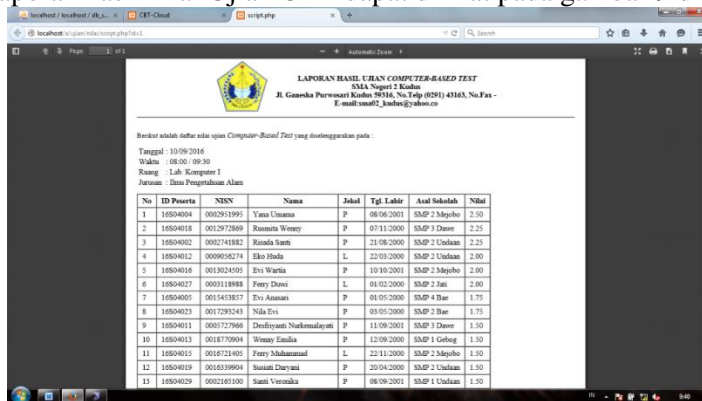 localhost / localhost / db_s...
CBT-Cloud
script.php
localhost/a/ujian/nilai/script.php?id=1
Search
Page: 1 of 1
Automatic Zoom
LAPORAN HASIL UJIAN COMPUTER-BASED TEST
SMA Negeri 2 Kudus
Jl. Ganesha Purwosari Kudus 59316, No.Telp (0291) 43163, No.Fax -
E-mail:sma02_kudus@yahoo.co
Berikut adalah daftar nilai ujian Computer-Based Test yang diselenggarakan pada :
Tanggal : 10/09/2016
Waktu : 08:00 / 09:30
Ruang : Lab. Komputer I
Jurusan : Ilmu Pengetahuan Alam
No ID Peserta NISN Nama Jekel Tgl. Lahir Asal Sekolah Nilai
1 16S04004 0002951995 Yana Umama P 08/06/2001 SMP 2 Mejobo 2.50
2 16S04018 0012972869 Rusmita Wenny P 07/11/2000 SMP 3 Dawe 2.25
3 16S04002 0002741882 Risada Santi P 21/08/2000 SMP 2 Undaan 2.25
4 16S04012 0009056274 Eko Huda L 22/03/2000 SMP 2 Undaan 2.00
5 16S04016 0013024505 Evi Wartia P 10/10/2001 SMP 2 Mejobo 2.00
6 16S04027 0003118988 Ferry Duwi L 01/02/2000 SMP 2 Jati 2.00
7 16S04005 0015453857 Evi Anasari P 01/05/2000 SMP 4 Bae 1.75
8 16S04023 0017293243 Nila Evi P 03/05/2000 SMP 2 Bae 1.75
9 16S04011 0005727966 Desfriyanti Nurkemalayati P 11/09/2001 SMP 3 Dawe 1.50
10 16S04013 0018770904 Wenny Emilia P 12/09/2000 SMP 1 Gebog 1.50
11 16S04015 0016721405 Ferry Muhammad L 22/11/2000 SMP 2 Mejobo 1.50
12 16S04019 0016339904 Susiati Daryani P 20/04/2000 SMP 2 Undaan 1.50
13 16S04029 0002165100 Santi Veronika P 08/09/2001 SMP 1 Undaan 1.50
IN
9:40